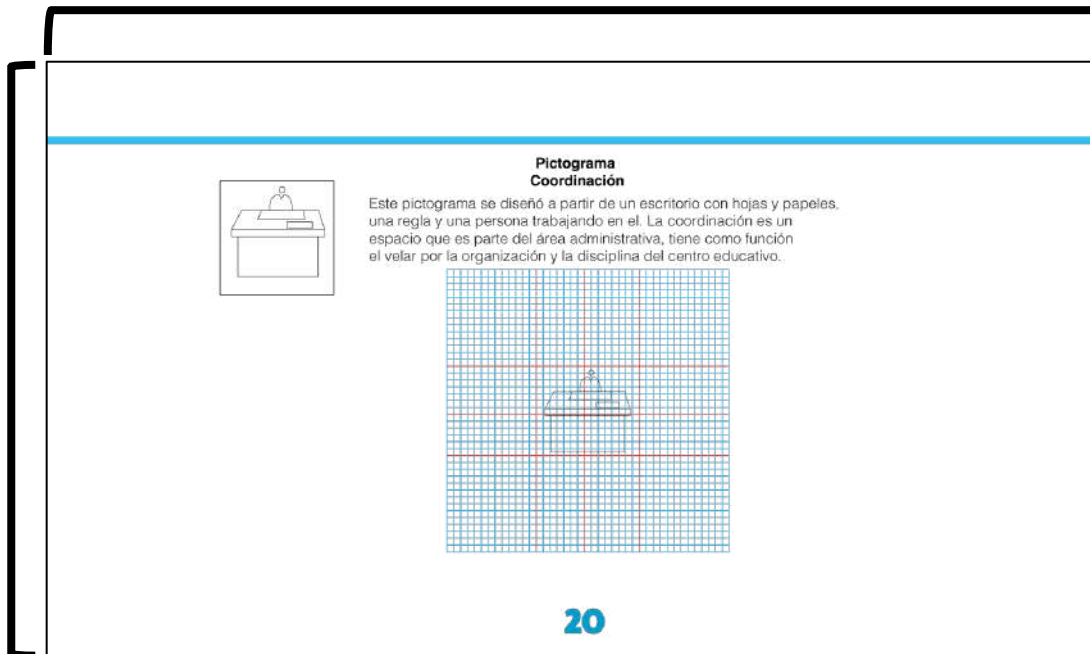 Pictograma
Coordinación
Este pictograma se diseñó a partir de un escritorio con hojas y papeles,
una regla y una persona trabajando en el. La coordinación es un
espacio que es parte del área administrativa, tiene como función
el velar por la organización y la disciplina del centro educativo.
20